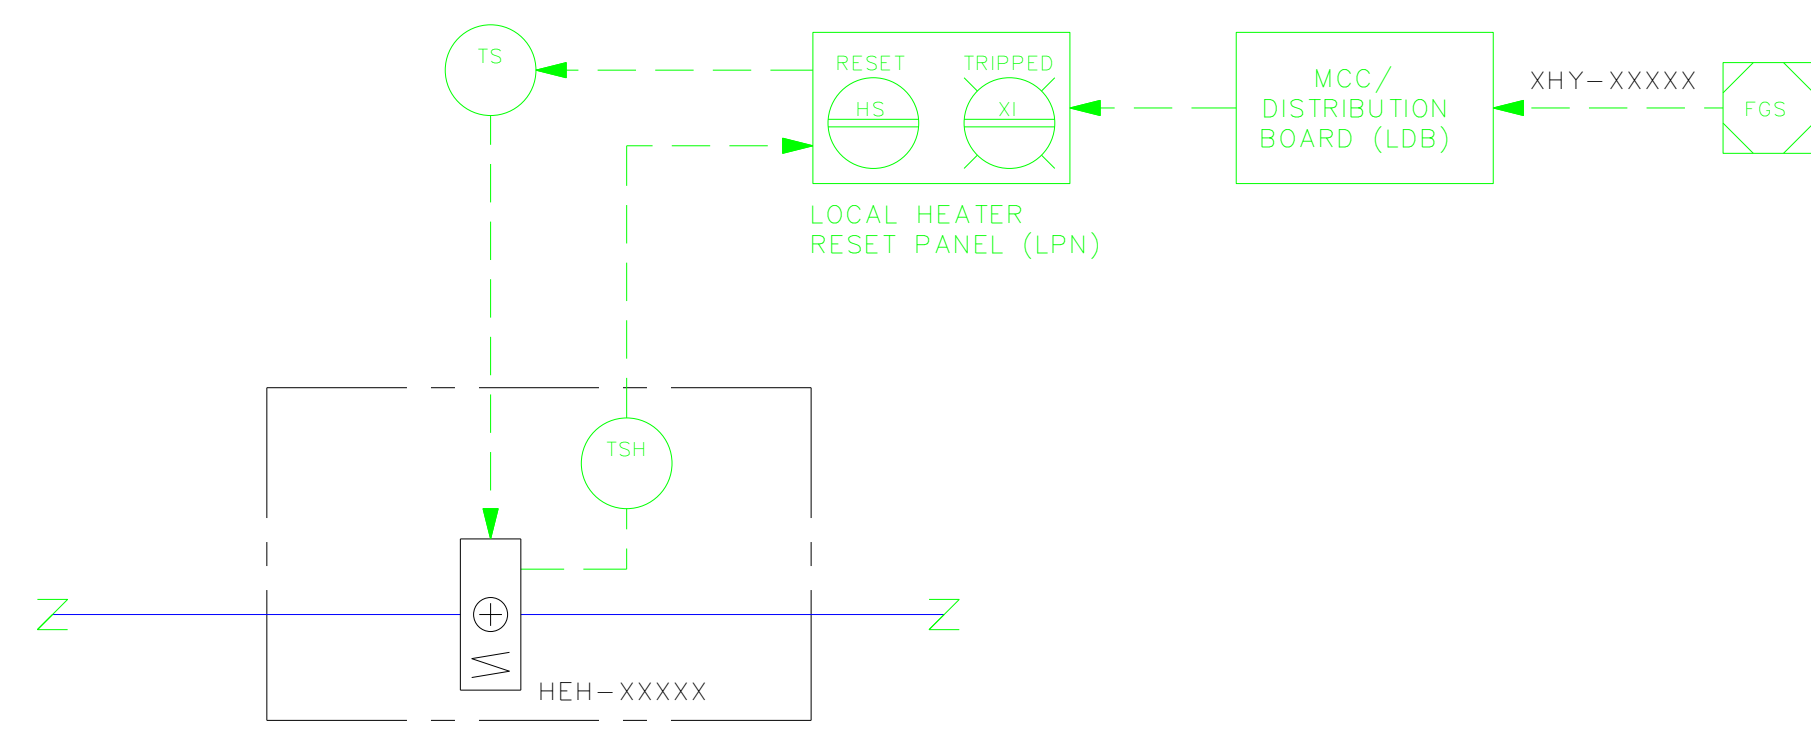 TS
RESET
TRIPPED
HS
XI
MCC/
DISTRIBUTION
BOARD (LDB)
XHY-XXXXX
FGS
LOCAL HEATER
RESET PANEL (LPN)
TSH
HEH-XXXXX